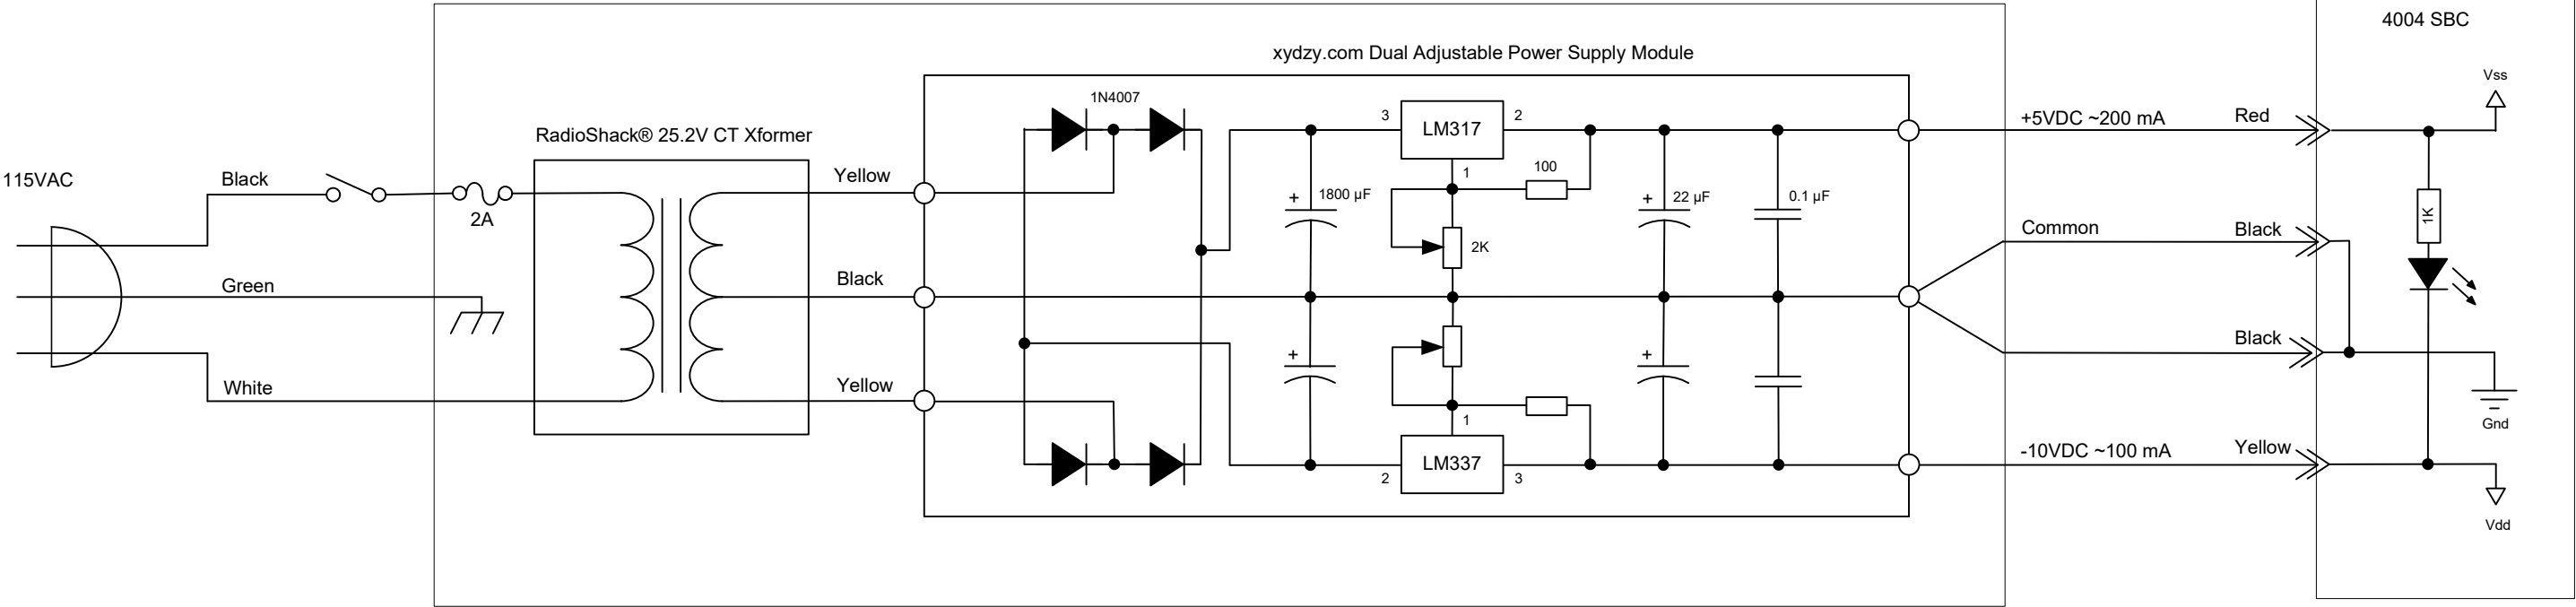 4004 SBC
xydzy.com Dual Adjustable Power Supply Module
Vss
1N4007
RadioShack® 25.2V CT Xformer
3
LM317
2
+5VDC ~200 mA
Red
115VAC
Black
Yellow
1
100
+
1800 µF
+
22 µF
0.1 µF
2A
2K
1K
Common
Black
Green
Black
+
+
Black
White
Yellow
1
Gnd
2
LM337
3
-10VDC ~100 mA
Yellow
Vdd